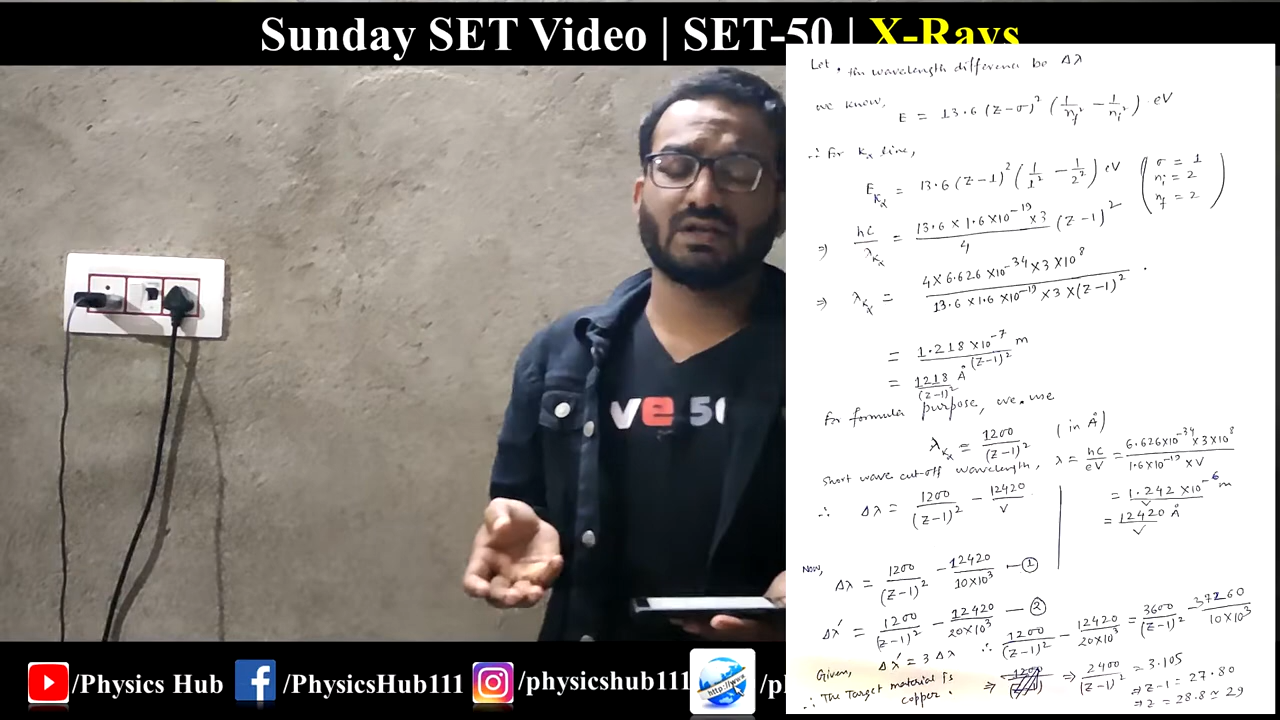 Sunday SET Video | SET-50 | X-Rays
Let, the wavelength difference be Δλ
we know,
E = 13.6 (Z-σ)² (1/n_f² - 1/n_i²) eV
∴ For Kα line,
E_Kα = 13.6 (Z-1)² (1/1² - 1/2²) eV
(σ = 1
n_i = 2
n_f = 2)
⇒ hc/λ_Kα = 13.6 × 1.6×10⁻¹⁹ × 3/4 (Z-1)²
⇒ λ_Kα = 4×6.626×10⁻³⁴×3×10⁸/13.6×1.6×10⁻¹⁹×3×(Z-1)²
= 1.218×10⁻⁷/(Z-1)² m
= 1218/(Z-1)² Å
For formula purpose, we use
λ_Kα = 1200/(Z-1)² (in Å)
Short wave cut-off wavelength, λ = hc/eV = 6.626×10⁻³⁴×3×10⁸/1.6×10⁻¹⁹×V
= 1.242×10⁻⁶/V m
= 12420/V Å
∴ Δλ = 1200/(Z-1)² - 12420/V
Now,
Δλ = 1200/(Z-1)² - 12420/10×10³ — ①
Δλ' = 1200/(Z-1)² - 12420/20×10³ — ②
Given, Δλ' = 3 Δλ
∴ 1200/(Z-1)² - 12420/20×10³ = 3600/(Z-1)² - 37260/10×10³
⇒ 2400/(Z-1)² = 3.105
⇒ Z-1 = 27.80
⇒ Z = 28.8 ≈ 29
∴ The Target material is
copper.
ve 50
/Physics Hub
/PhysicsHub111
/physicshub111
http://www
/pl